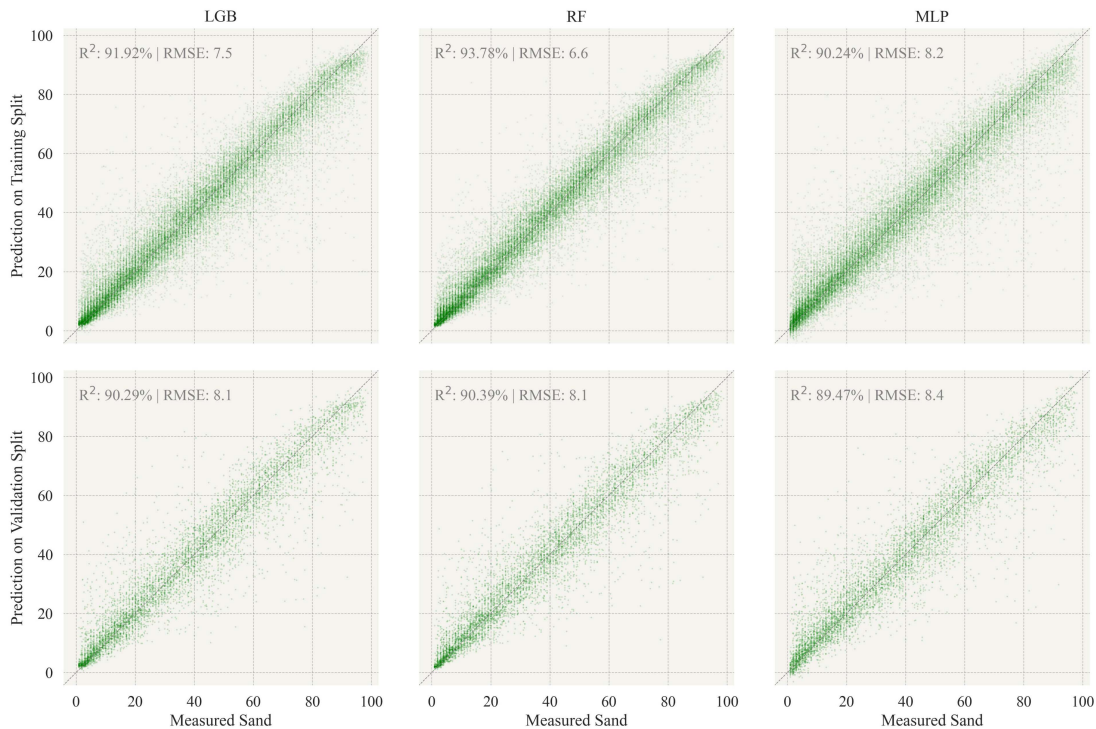 LGB RF MLP
R²: 91.92% | RMSE: 7.5
R²: 93.78% | RMSE: 6.6
R²: 90.24% | RMSE: 8.2
Prediction on Training Split
100
80
60
40
20
0
R²: 90.29% | RMSE: 8.1
R²: 90.39% | RMSE: 8.1
R²: 89.47% | RMSE: 8.4
Prediction on Validation Split
100
80
60
40
20
0
0 20 40 60 80 100
0 20 40 60 80 100
0 20 40 60 80 100
Measured Sand
Measured Sand
Measured Sand